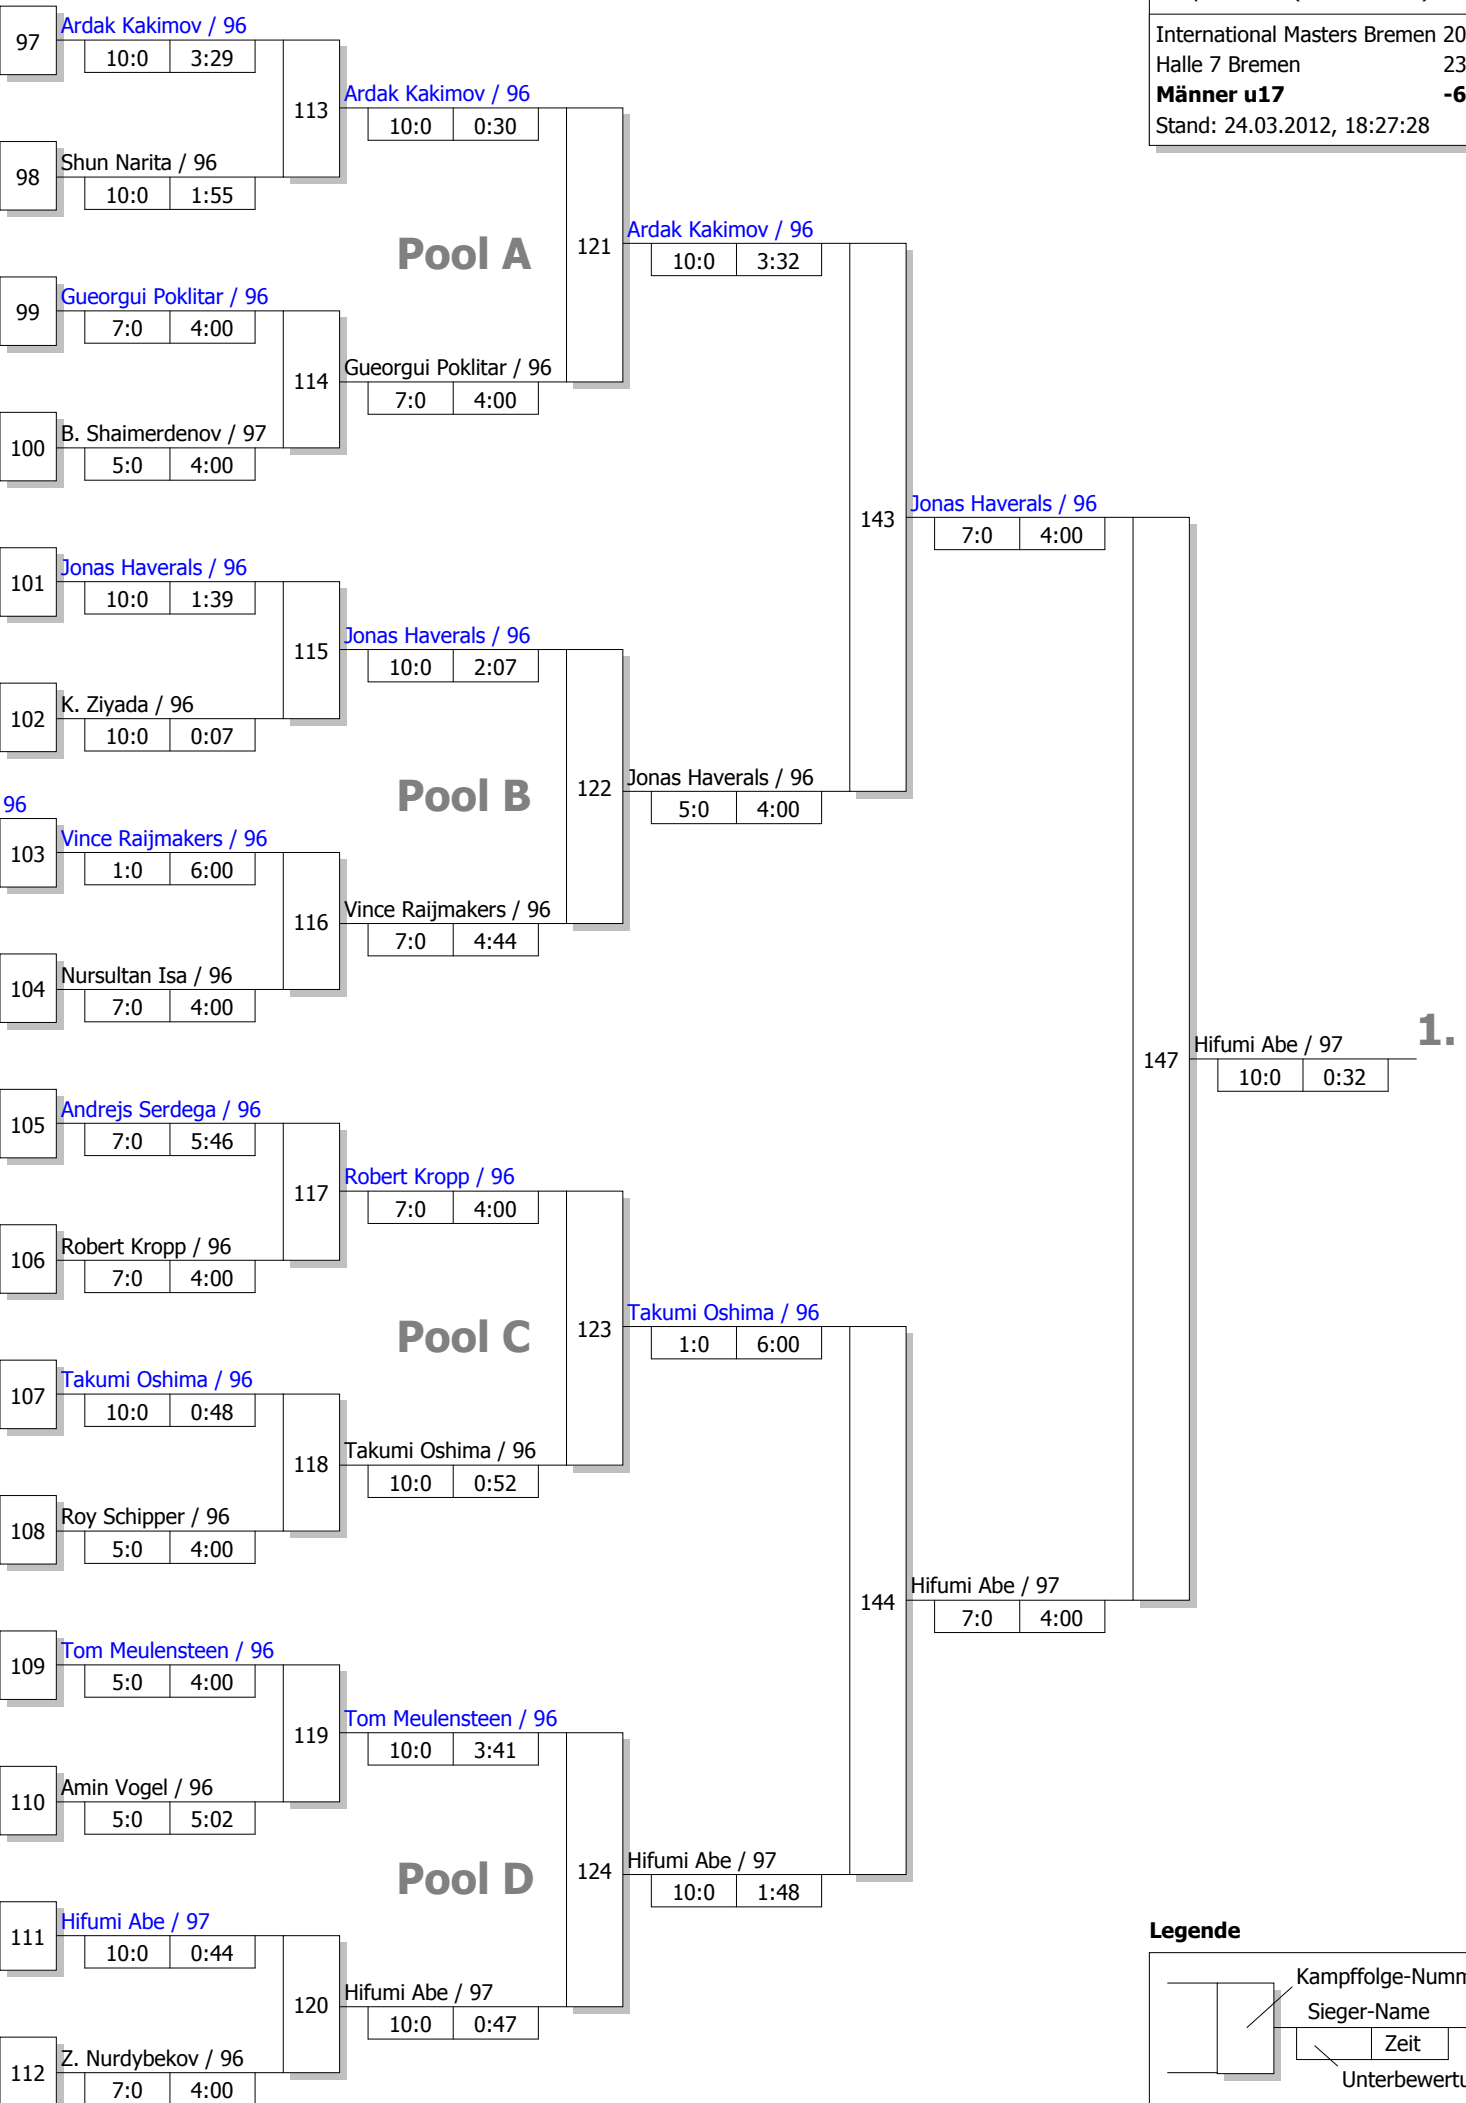 International Masters Bremen 20
Halle 7 Bremen 23
Männer u17 -6
Stand: 24.03.2012, 18:27:28
97
Ardak Kakimov / 96
10:0 3:29
98
Shun Narita / 96
10:0 1:55
113
Ardak Kakimov / 96
10:0 0:30
Pool A
99
Gueorgui Poklitar / 96
7:0 4:00
100
B. Shaimerdenov / 97
5:0 4:00
114
Gueorgui Poklitar / 96
7:0 4:00
121
Ardak Kakimov / 96
10:0 3:32
101
Jonas Haverals / 96
10:0 1:39
102
K. Ziyada / 96
10:0 0:07
115
Jonas Haverals / 96
10:0 2:07
Pool B
96
103
Vince Raijmakers / 96
1:0 6:00
104
Nursultan Isa / 96
7:0 4:00
116
Vince Raijmakers / 96
7:0 4:44
122
Jonas Haverals / 96
5:0 4:00
143
Jonas Haverals / 96
7:0 4:00
105
Andrejs Serdega / 96
7:0 5:46
106
Robert Kropp / 96
7:0 4:00
117
Robert Kropp / 96
7:0 4:00
Pool C
107
Takumi Oshima / 96
10:0 0:48
108
Roy Schipper / 96
5:0 4:00
118
Takumi Oshima / 96
10:0 0:52
123
Takumi Oshima / 96
1:0 6:00
109
Tom Meulensteen / 96
5:0 4:00
110
Amin Vogel / 96
5:0 5:02
119
Tom Meulensteen / 96
10:0 3:41
Pool D
111
Hifumi Abe / 97
10:0 0:44
112
Z. Nurdybekov / 96
7:0 4:00
120
Hifumi Abe / 97
10:0 0:47
124
Hifumi Abe / 97
10:0 1:48
144
Hifumi Abe / 97
7:0 4:00
147
Hifumi Abe / 97
10:0 0:32
1.
Legende
Kampffolge-Numm
Sieger-Name
Zeit
Unterbewertu